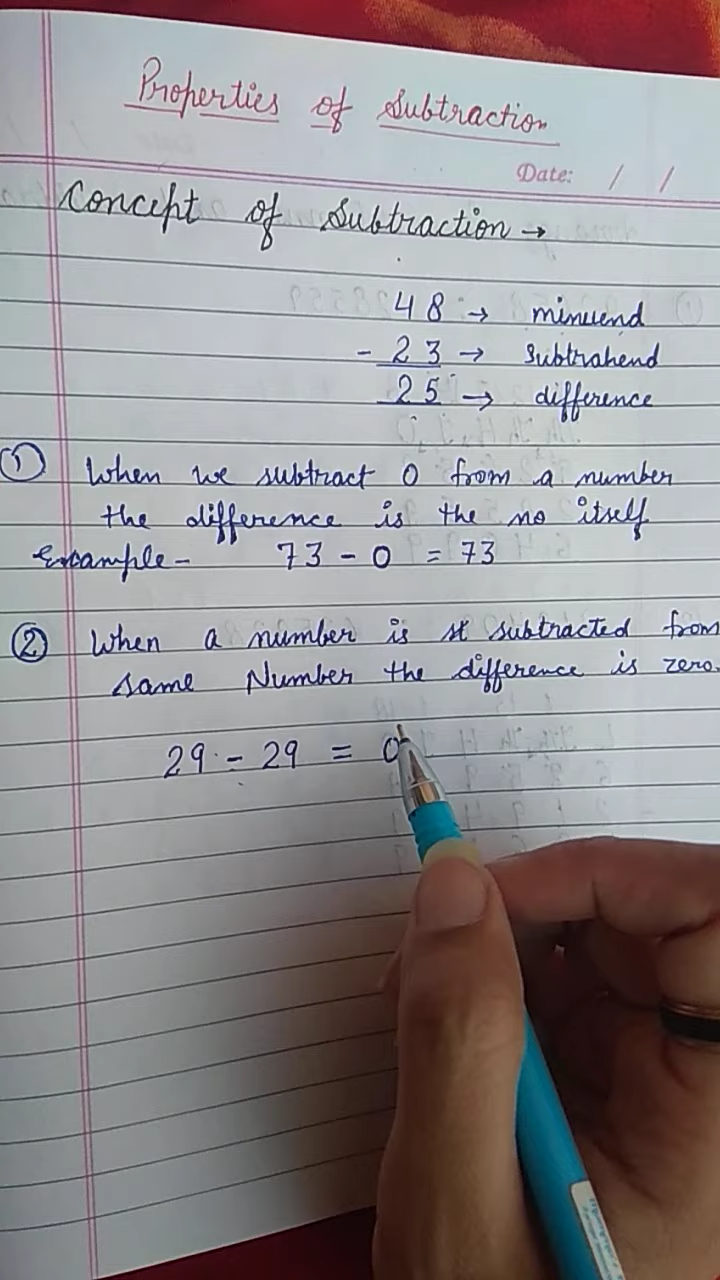 Properties of Subtraction
Date: / /
Concept of Subtraction →
48 → minuend
- 23 → Subtrahend
25 → difference
① When we subtract 0 from a number
the difference is the no itself
Example - 73 - 0 = 73
② When a number is st subtracted from
same Number the difference is zero.
29 - 29 = 0